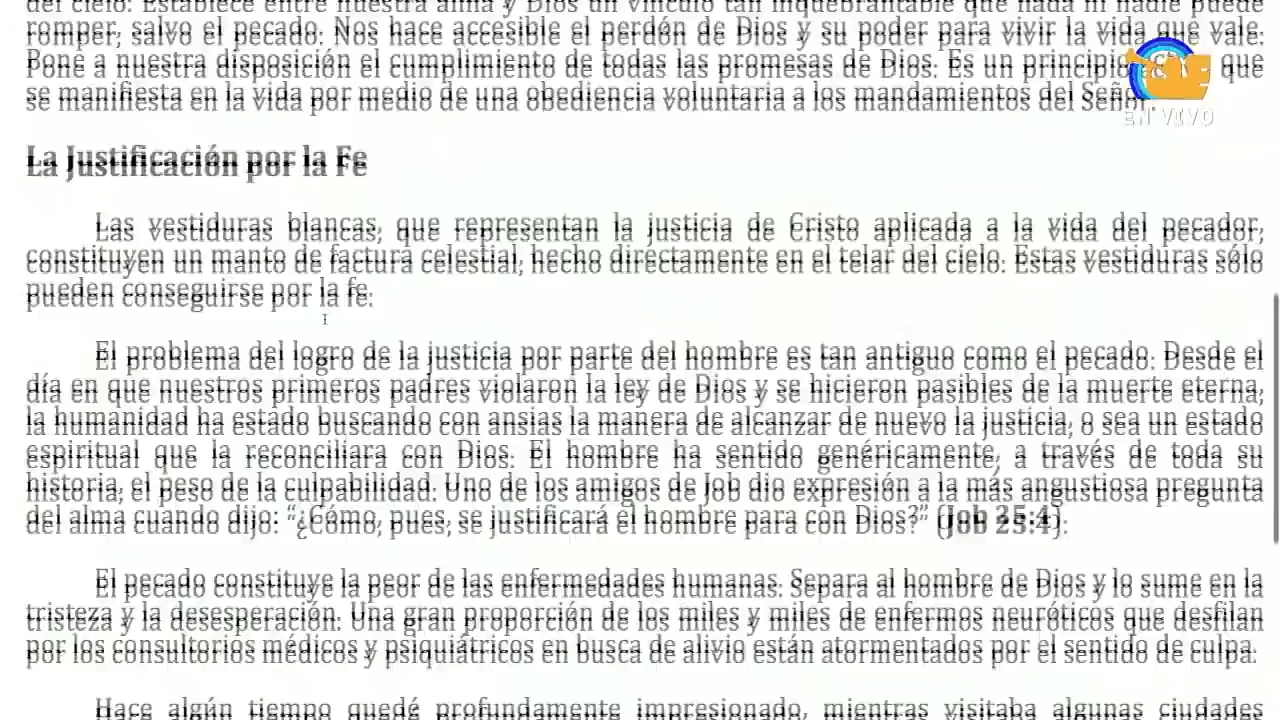 del cielo. Establece entre nuestra alma y Dios un vínculo tan inquebrantable que nada ni nadie puede
romper, salvo el pecado. Nos hace accesible el perdón de Dios y su poder para vivir la vida que vale.
Pone a nuestra disposición el cumplimiento de todas las promesas de Dios. Es un principio que
se manifiesta en la vida por medio de una obediencia voluntaria a los mandamientos del Señor.
EN VIVO
La Justificación por la Fe
Las vestiduras blancas, que representan la justicia de Cristo aplicada a la vida del pecador,
constituyen un manto de factura celestial, hecho directamente en el telar del cielo. Estas vestiduras sólo
pueden conseguirse por la fe.
El problema del logro de la justicia por parte del hombre es tan antiguo como el pecado. Desde el
día en que nuestros primeros padres violaron la ley de Dios y se hicieron pasibles de la muerte eterna,
la humanidad ha estado buscando con ansias la manera de alcanzar de nuevo la justicia, o sea un estado
espiritual que la reconciliara con Dios. El hombre ha sentido genéricamente, a través de toda su
historia, el peso de la culpabilidad. Uno de los amigos de Job dio expresión a la más angustiosa pregunta
del alma cuando dijo: “¿Cómo, pues, se justificará el hombre para con Dios?” (Job 25:4).
El pecado constituye la peor de las enfermedades humanas. Separa al hombre de Dios y lo sume en la
tristeza y la desesperación. Una gran proporción de los miles y miles de enfermos neuróticos que desfilan
por los consultorios médicos y psiquiátricos en busca de alivio están atormentados por el sentido de culpa.
Hace algún tiempo quedé profundamente impresionado, mientras visitaba algunas ciudades